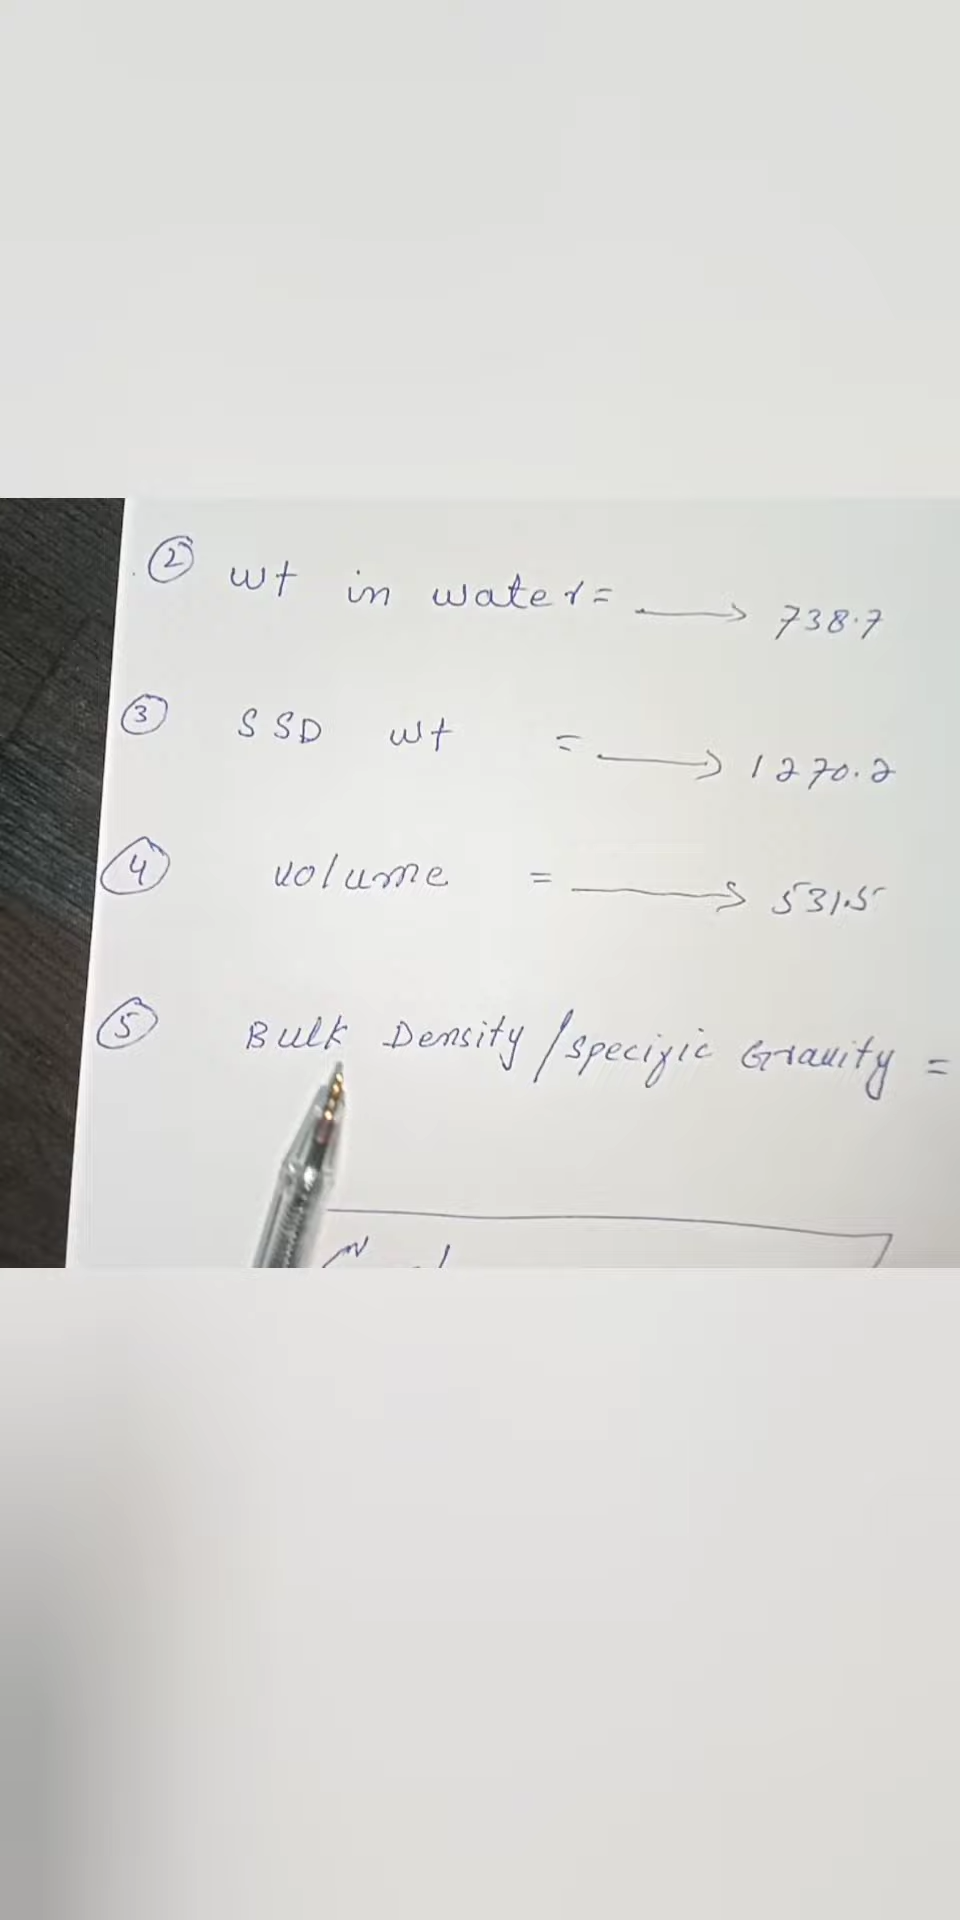 ② wt in water = → 738.7
③ SSD wt = → 1270.2
④ volume = → 531.5
⑤ Bulk Density / specific Gravity =